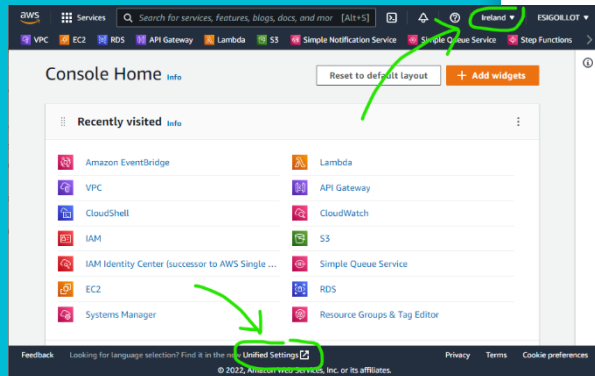 aws Services Search for services, features, blogs, docs, and mor [Alt+S] Ireland ▼ ESIGOILLOT ▼
VPC EC2 RDS API Gateway Lambda S3 Simple Notification Service Simple Queue Service Step Functions
Console Home Info Reset to default layout + Add widgets
Recently visited Info
Amazon EventBridge Lambda
VPC API Gateway
CloudShell CloudWatch
IAM S3
IAM Identity Center (successor to AWS Single ... Simple Queue Service
EC2 RDS
Systems Manager Resource Groups & Tag Editor
Feedback Looking for language selection? Find it in the new Unified Settings Privacy Terms Cookie preferences
© 2022, Amazon Web Services, Inc. or its affiliates.